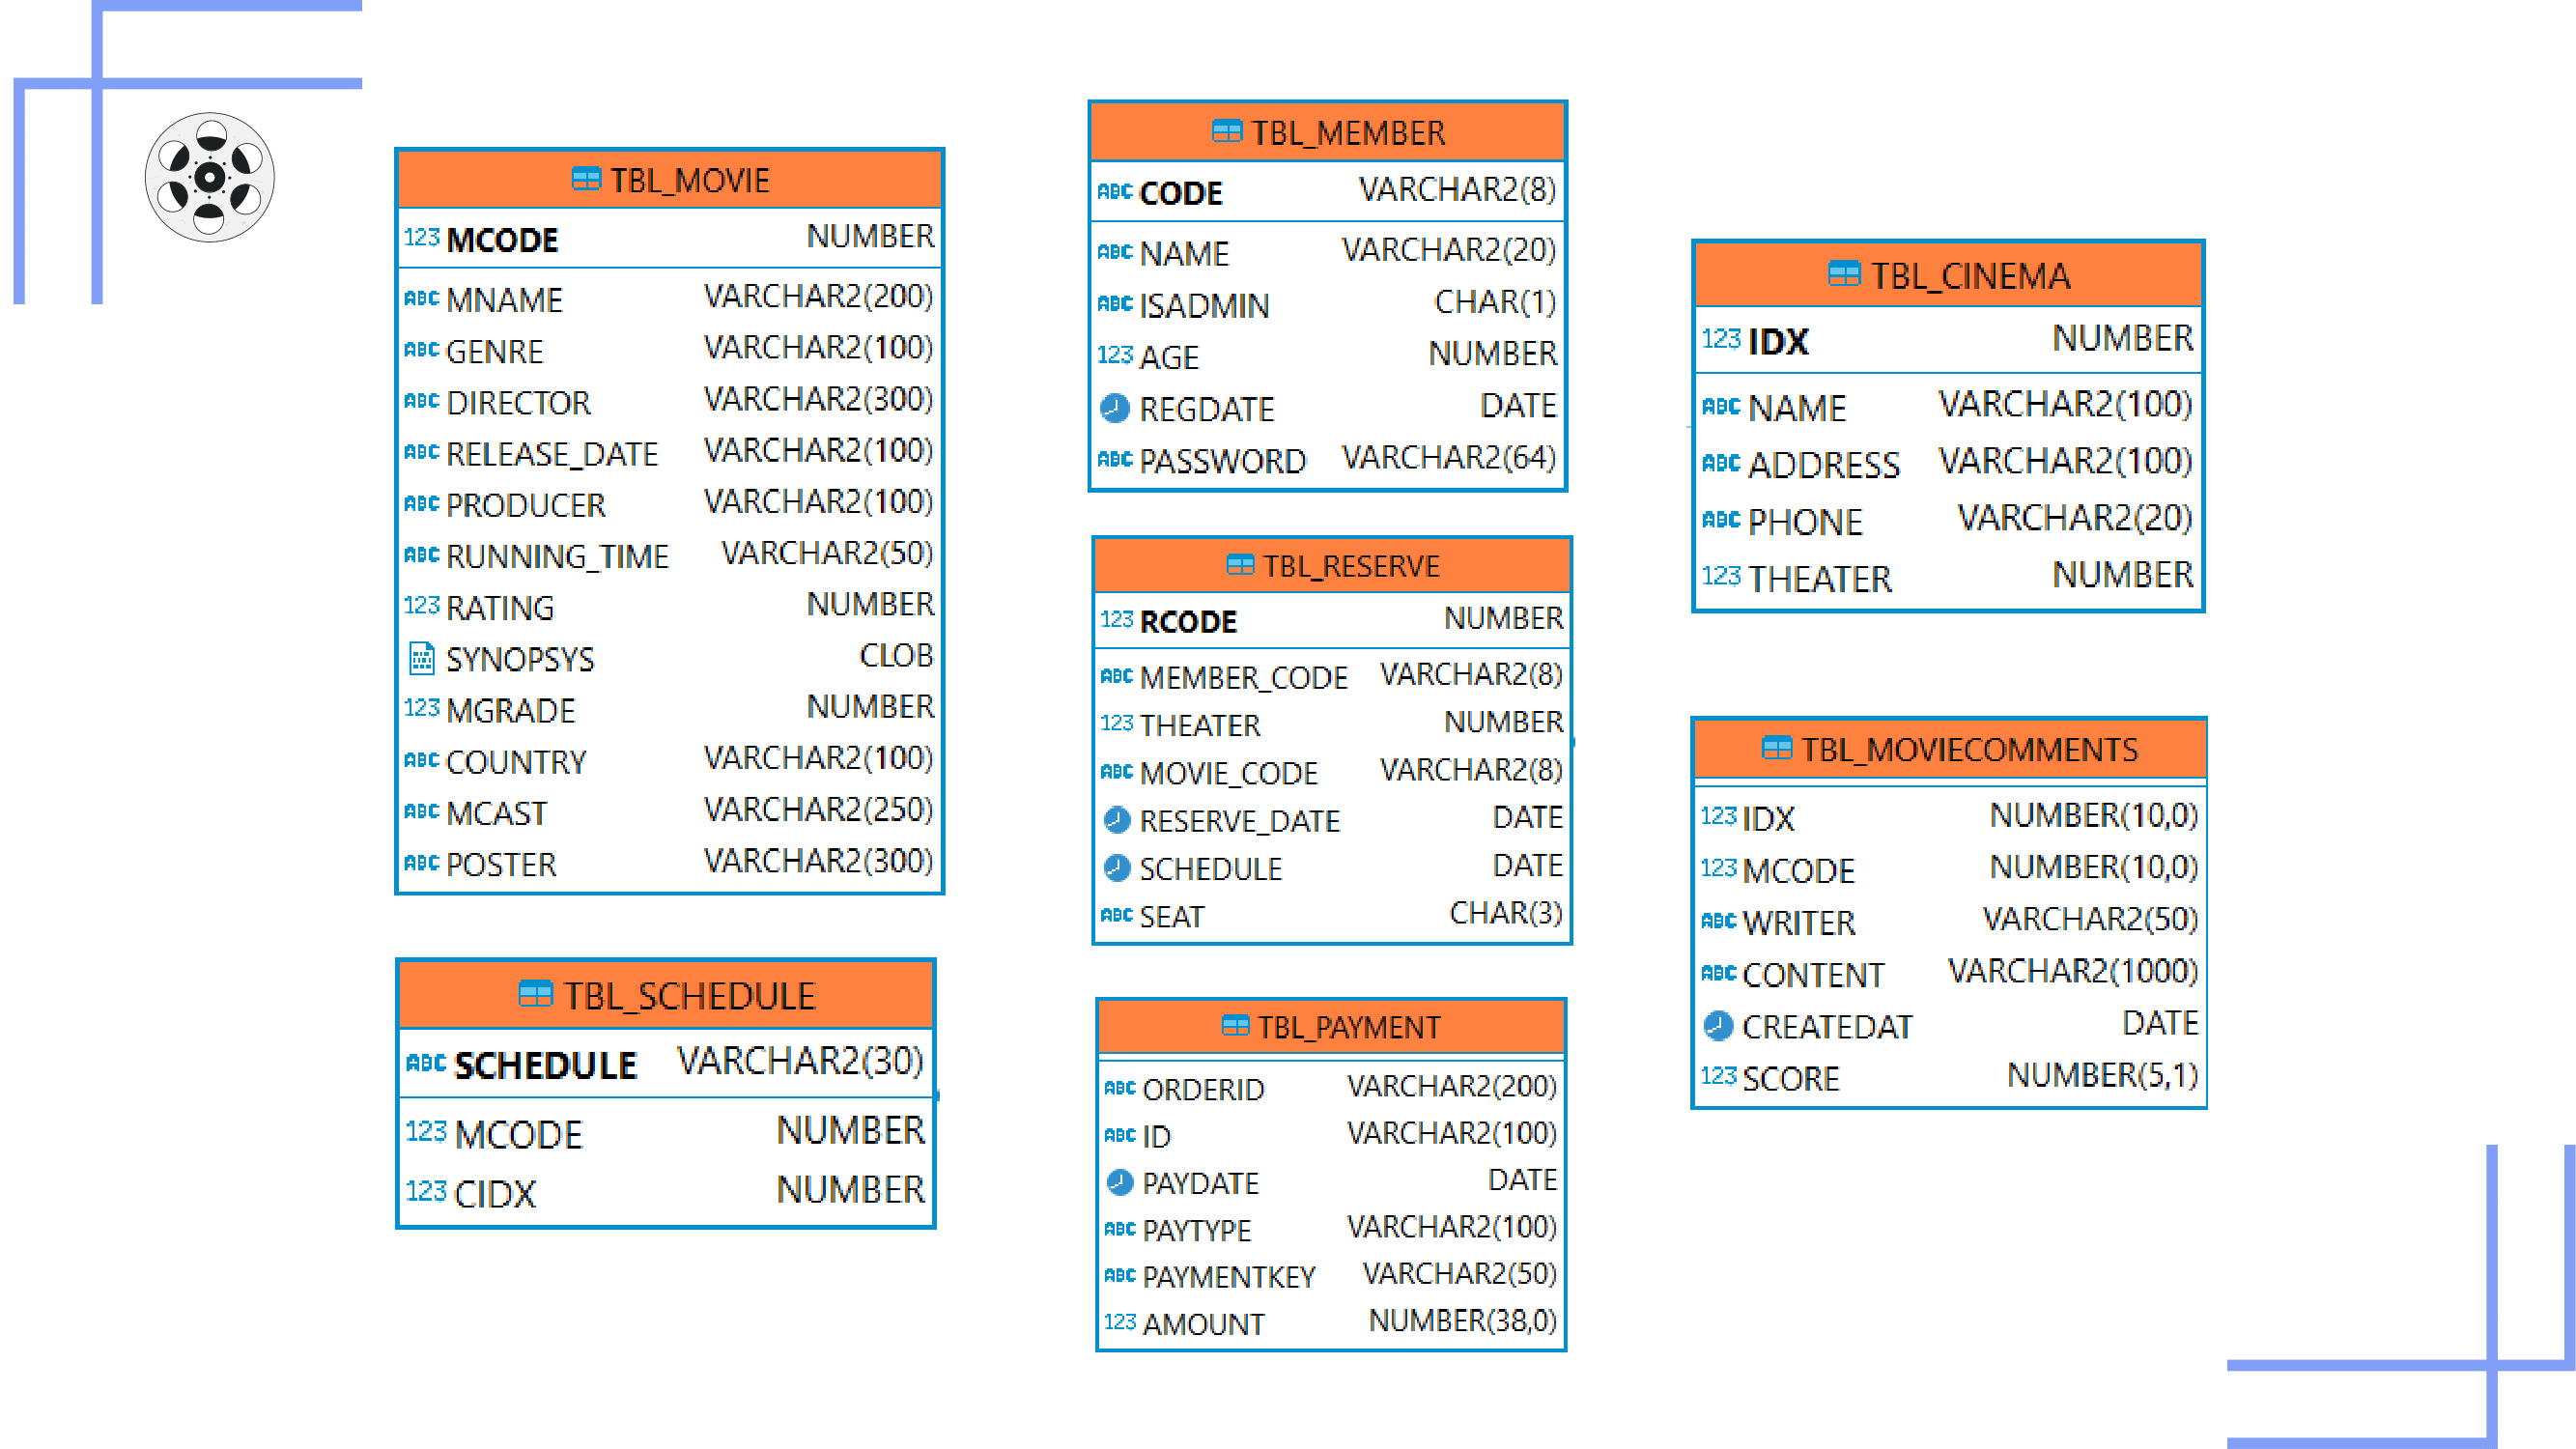 TBL_MOVIE
123 MCODE NUMBER
ABC MNAME VARCHAR2(200)
ABC GENRE VARCHAR2(100)
ABC DIRECTOR VARCHAR2(300)
ABC RELEASE_DATE VARCHAR2(100)
ABC PRODUCER VARCHAR2(100)
ABC RUNNING_TIME VARCHAR2(50)
123 RATING NUMBER
SYNOPSYS CLOB
123 MGRADE NUMBER
ABC COUNTRY VARCHAR2(100)
ABC MCAST VARCHAR2(250)
ABC POSTER VARCHAR2(300)
TBL_SCHEDULE
ABC SCHEDULE VARCHAR2(30)
123 MCODE NUMBER
123 CIDX NUMBER
TBL_MEMBER
ABC CODE VARCHAR2(8)
ABC NAME VARCHAR2(20)
ABC ISADMIN CHAR(1)
123 AGE NUMBER
REGDATE DATE
ABC PASSWORD VARCHAR2(64)
TBL_RESERVE
123 RCODE NUMBER
ABC MEMBER_CODE VARCHAR2(8)
123 THEATER NUMBER
ABC MOVIE_CODE VARCHAR2(8)
RESERVE_DATE DATE
SCHEDULE DATE
ABC SEAT CHAR(3)
TBL_PAYMENT
ABC ORDERID VARCHAR2(200)
ABC ID VARCHAR2(100)
PAYDATE DATE
ABC PAYTYPE VARCHAR2(100)
ABC PAYMENTKEY VARCHAR2(50)
123 AMOUNT NUMBER(38,0)
TBL_CINEMA
123 IDX NUMBER
ABC NAME VARCHAR2(100)
ABC ADDRESS VARCHAR2(100)
ABC PHONE VARCHAR2(20)
123 THEATER NUMBER
TBL_MOVIECOMMENTS
123 IDX NUMBER(10,0)
123 MCODE NUMBER(10,0)
ABC WRITER VARCHAR2(50)
ABC CONTENT VARCHAR2(1000)
CREATEDAT DATE
123 SCORE NUMBER(5,1)